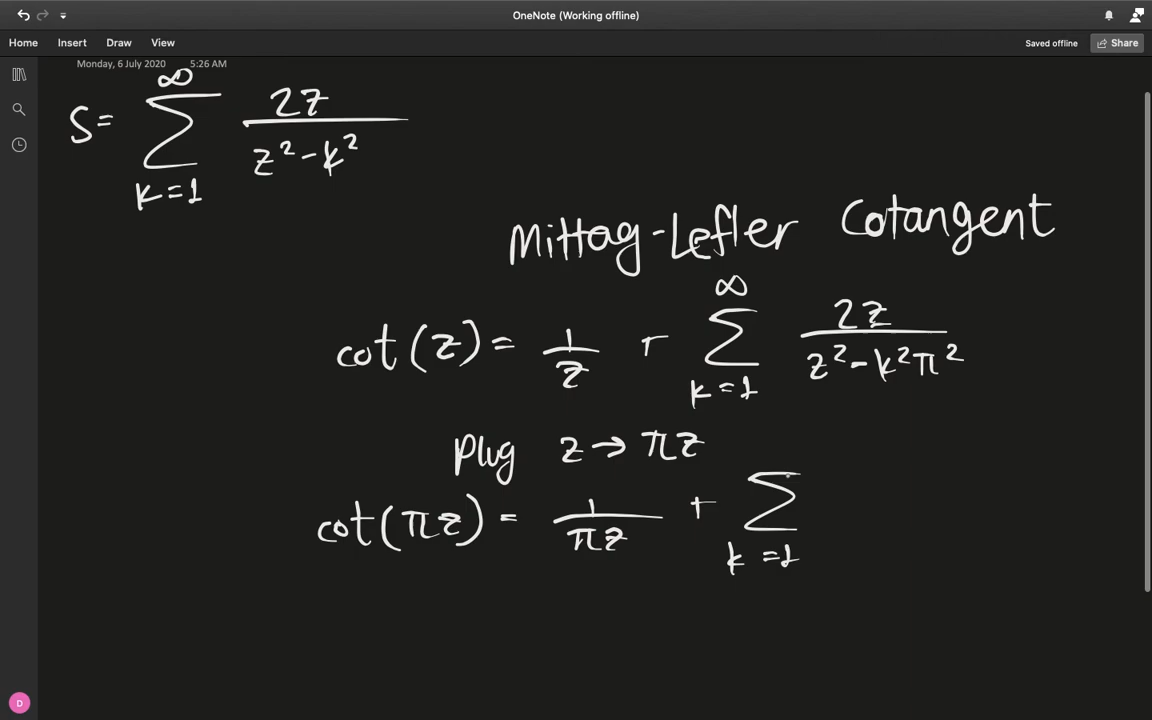 OneNote (Working offline)
Home Insert Draw View
Saved offline Share
Monday, 6 July 2020 5:26 AM
S = ∑_{k=1}^{∞} 2z / (z² - k²)
Mittag-Lefler Cotangent
cot(z) = 1/z + ∑_{k=1}^{∞} 2z / (z² - k²π²)
Plug z → πz
cot(πz) = 1/(πz) + ∑_{k=1}
D